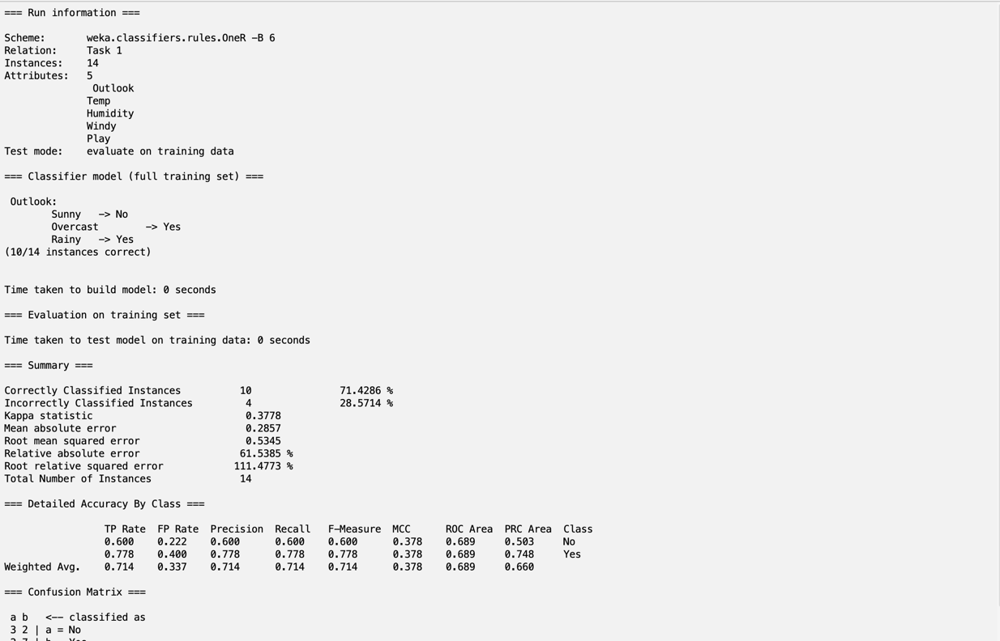 === Run information ===
Scheme: weka.classifiers.rules.OneR -B 6
Relation: Task 1
Instances: 14
Attributes: 5
Outlook
Temp
Humidity
Windy
Play
Test mode: evaluate on training data
=== Classifier model (full training set) ===
Outlook:
Sunny -> No
Overcast -> Yes
Rainy -> Yes
(10/14 instances correct)
Time taken to build model: 0 seconds
=== Evaluation on training set ===
Time taken to test model on training data: 0 seconds
=== Summary ===
Correctly Classified Instances 10 71.4286 %
Incorrectly Classified Instances 4 28.5714 %
Kappa statistic 0.3778
Mean absolute error 0.2857
Root mean squared error 0.5345
Relative absolute error 61.5385 %
Root relative squared error 111.4773 %
Total Number of Instances 14
=== Detailed Accuracy By Class ===
TP Rate FP Rate Precision Recall F-Measure MCC ROC Area PRC Area Class
0.600 0.222 0.600 0.600 0.600 0.378 0.689 0.503 No
0.778 0.400 0.778 0.778 0.778 0.378 0.689 0.748 Yes
Weighted Avg. 0.714 0.337 0.714 0.714 0.714 0.378 0.689 0.660
=== Confusion Matrix ===
a b <-- classified as
3 2 | a = No